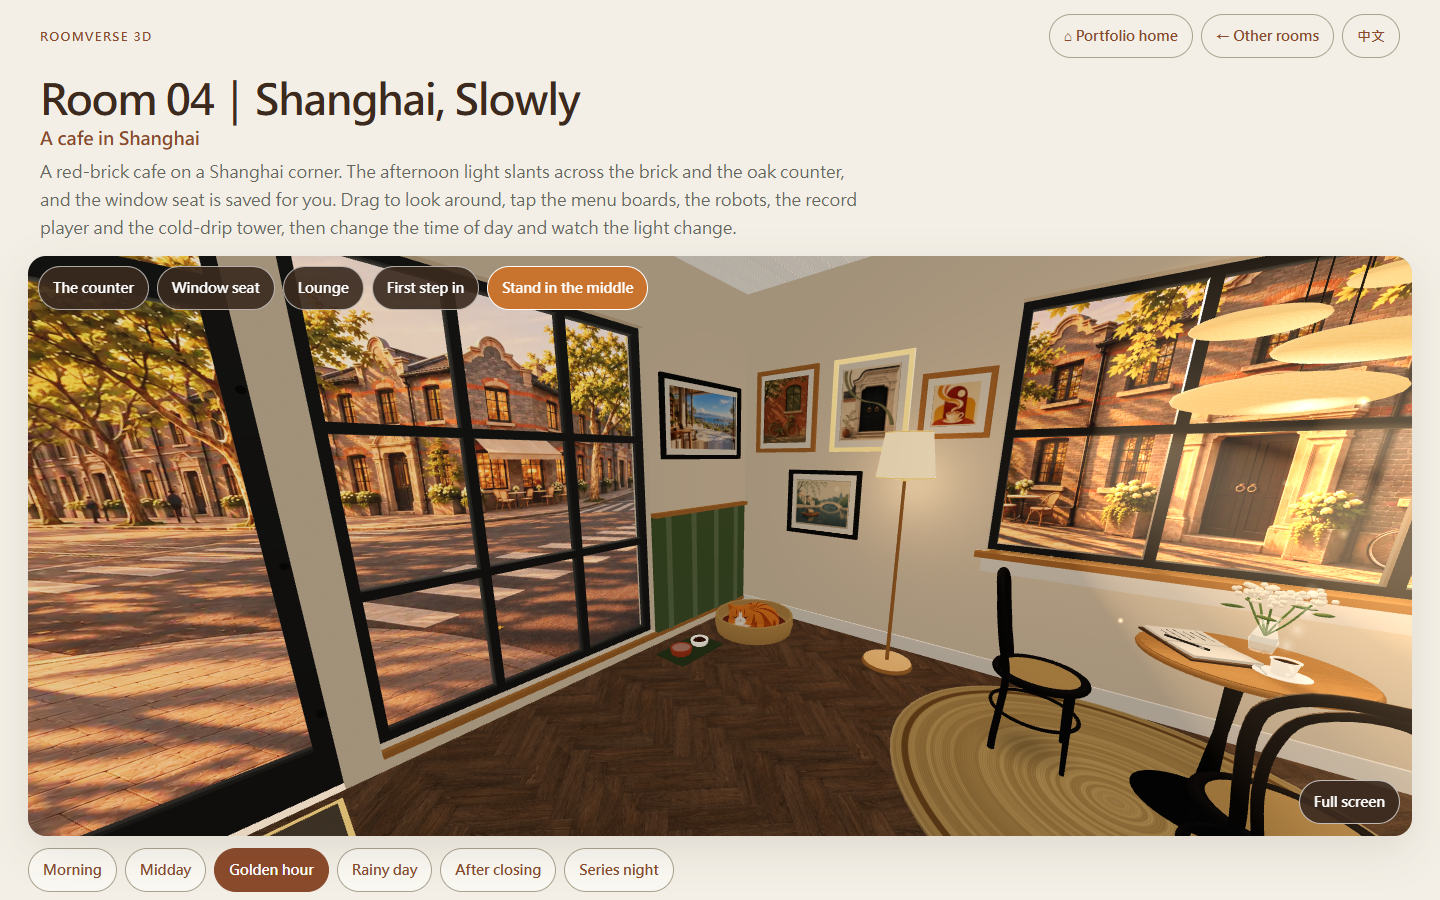 ROOMVERSE 3D
⌂ Portfolio home
← Other rooms
中文
Room 04 | Shanghai, Slowly
A cafe in Shanghai
A red-brick cafe on a Shanghai corner. The afternoon light slants across the brick and the oak counter,
and the window seat is saved for you. Drag to look around, tap the menu boards, the robots, the record
player and the cold-drip tower, then change the time of day and watch the light change.
The counter
Window seat
Lounge
First step in
Stand in the middle
Full screen
Morning
Midday
Golden hour
Rainy day
After closing
Series night